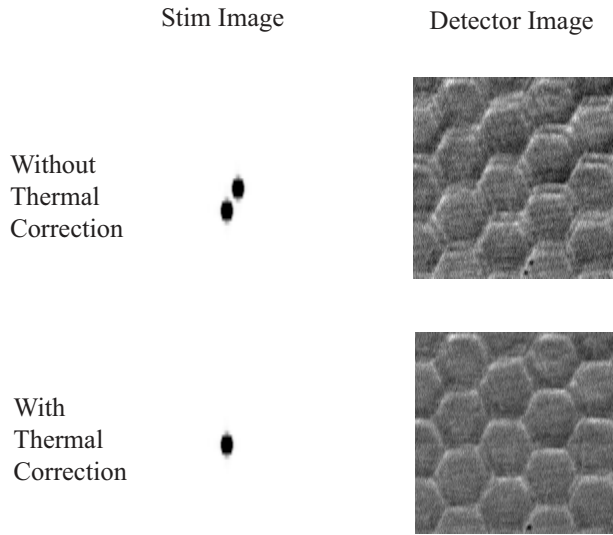 Stim Image
Detector Image
Without
Thermal
Correction
With
Thermal
Correction